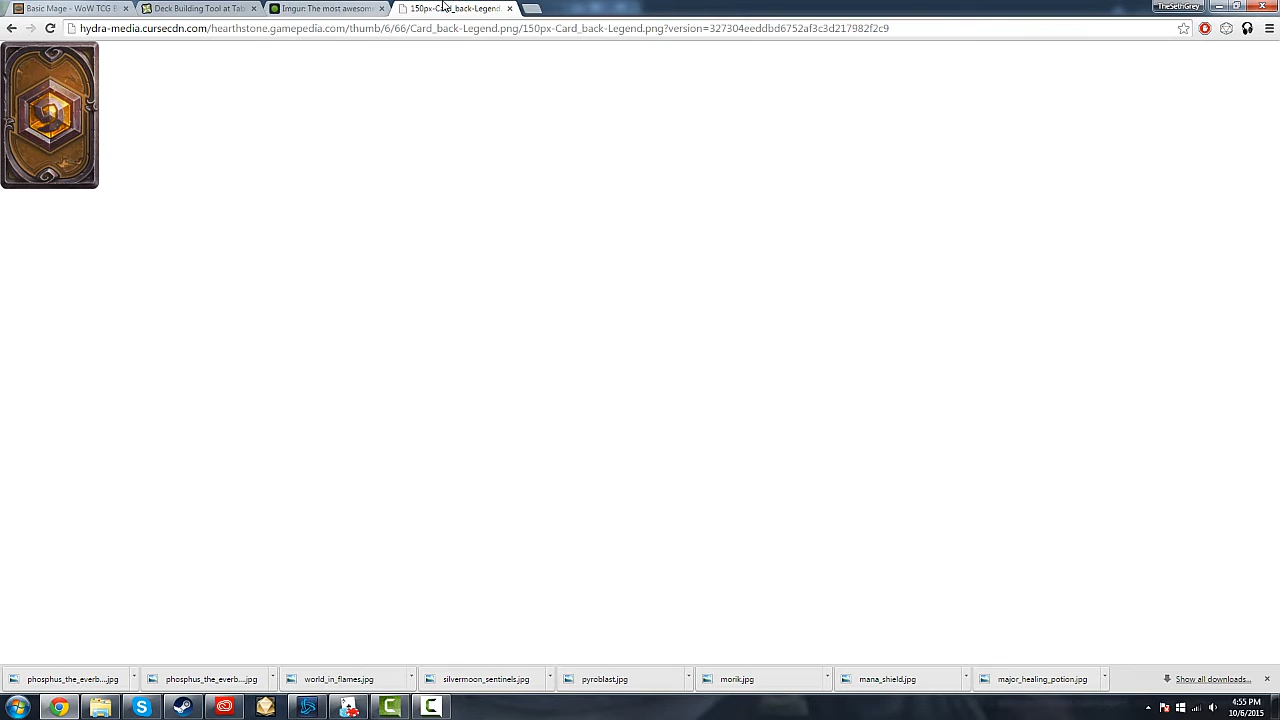 Basic Mage - WoW TCG
Deck Building Tool at Tab
Imgur: The most awesome
150px-Card_back-Legend.
TheSethGrey
hydra-media.cursecdn.com/hearthstone.gamepedia.com/thumb/6/66/Card_back-Legend.png/150px-Card_back-Legend.png?version=327304eeddbd6752af3c3d217982f2c9
phosphus_the_everb....jpg
phosphus_the_everb....jpg
world_in_flames.jpg
silvermoon_sentinels.jpg
pyroblast.jpg
morik.jpg
mana_shield.jpg
major_healing_potion.jpg
Show all downloads...
4:55 PM
10/6/2015